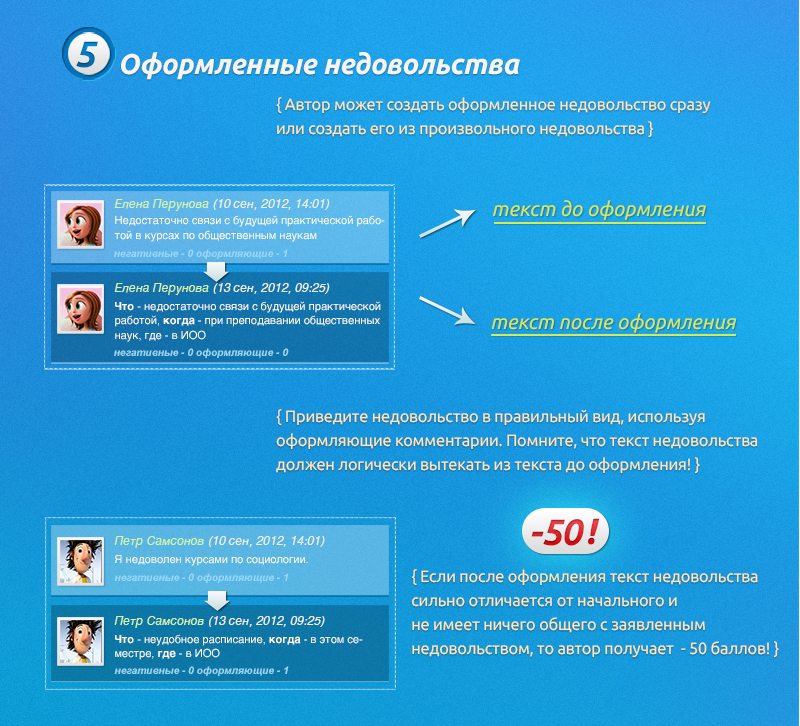 5
Оформленные недовольства
{ Автор может создать оформленное недовольство сразу
или создать его из произвольного недовольства }
Елена Перунова (10 сен, 2012, 14:01)
Недостаточно связи с будущей практической рабо-
той в курсах по общественным наукам
негативные - 0 оформляющие - 1
Елена Перунова (13 сен, 2012, 09:25)
Что - недостаточно связи с будущей практической
работой, когда - при преподавании общественных
наук, где - в ИОО
негативные - 0 оформляющие - 0
текст до оформления
текст после оформления
{ Приведите недовольство в правильный вид, используя
оформляющие комментарии. Помните, что текст недовольства
должен логически вытекать из текста до оформления! }
Петр Самсонов (10 сен, 2012, 14:01)
Я недоволен курсами по социологии.
негативные - 0 оформляющие - 1
Петр Самсонов (13 сен, 2012, 09:25)
Что - неудобное расписание, когда - в этом се-
местре, где - в ИОО
негативные - 0 оформляющие - 1
-50!
{ Если после оформления текст недовольства
сильно отличается от начального и
не имеет ничего общего с заявленным
недовольством, то автор получает - 50 баллов! }